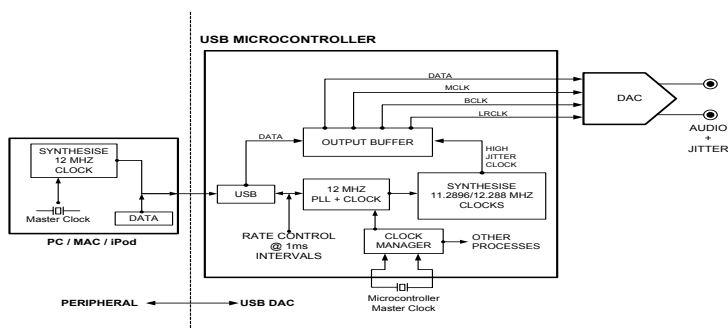 USB MICROCONTROLLER
DATA
MCLK
BCLK
LRCLK
DAC
AUDIO
+
JITTER
OUTPUT BUFFER
DATA
HIGH
JITTER
CLOCK
SYNTHESISE
12 MHZ
CLOCK
Master Clock
DATA
PC / MAC / iPod
USB
12 MHZ
PLL + CLOCK
SYNTHESISE
11.2896/12.288 MHZ
CLOCKS
RATE CONTROL
@ 1ms
INTERVALS
CLOCK
MANAGER
OTHER
PROCESSES
Microcontroller
Master Clock
PERIPHERAL
USB DAC